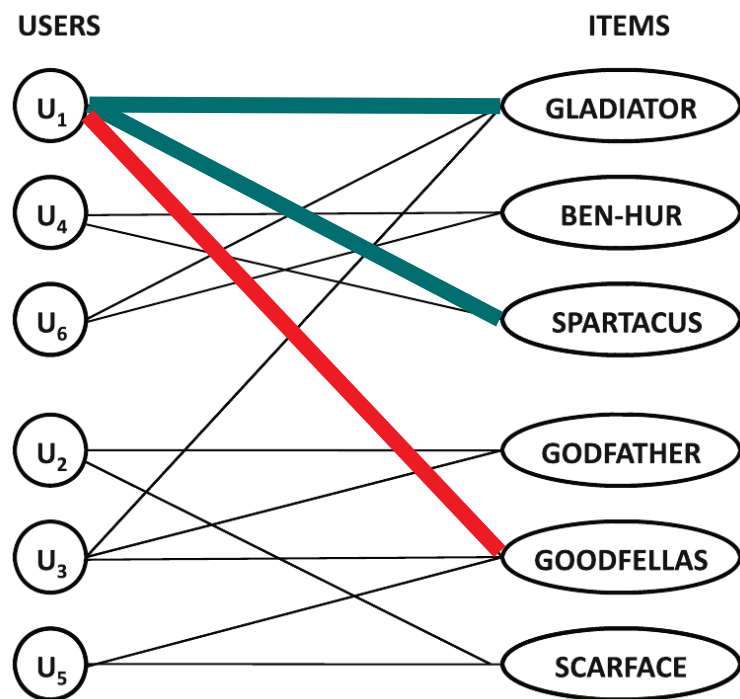 USERS ITEMS
U1 GLADIATOR
U4 BEN-HUR
U6 SPARTACUS
U2 GODFATHER
U3 GOODFELLAS
U5 SCARFACE